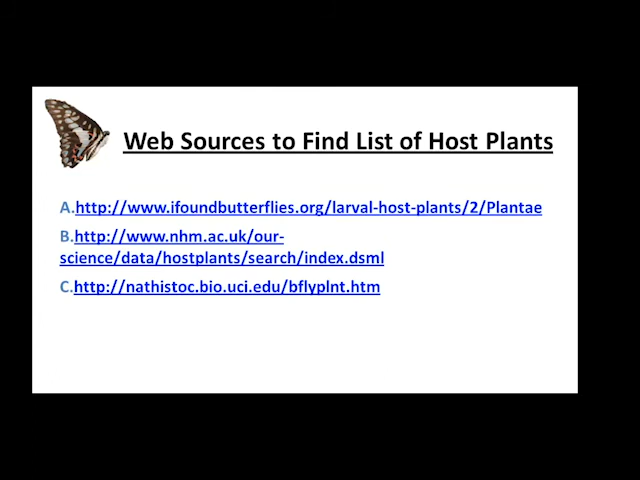 Web Sources to Find List of Host Plants
A.http://www.ifoundbutterflies.org/larval-host-plants/2/Plantae
B.http://www.nhm.ac.uk/our-
science/data/hostplants/search/index.dsml
C.http://nathistoc.bio.uci.edu/bflyplnt.htm